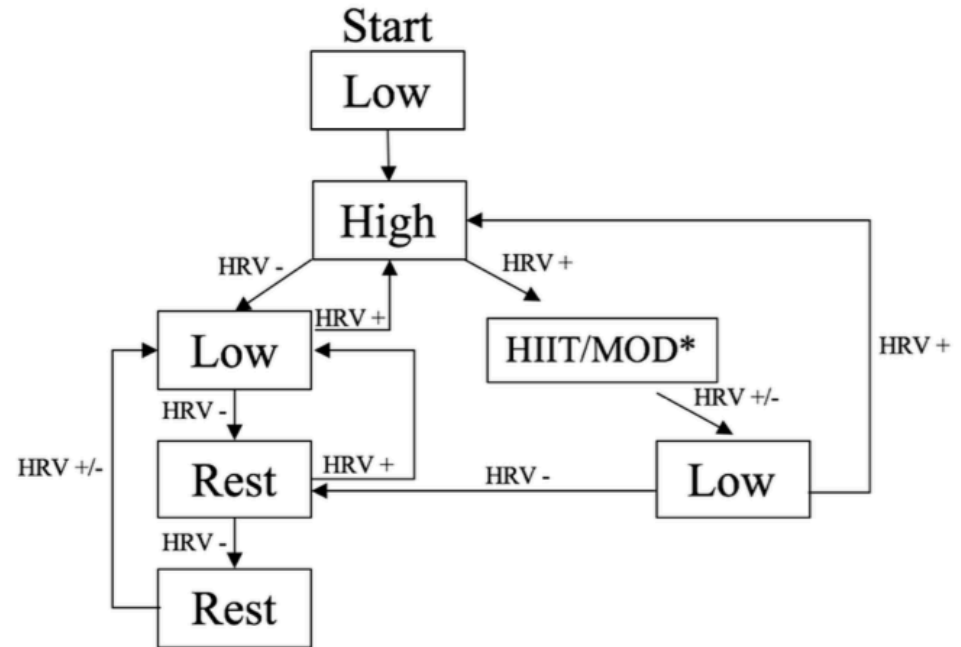 Start
Low
High
HRV -
HRV +
HRV +
Low
HIIT/MOD*
HRV +
HRV -
HRV +/-
HRV +/-
HRV +
Rest
HRV -
Low
HRV -
Rest